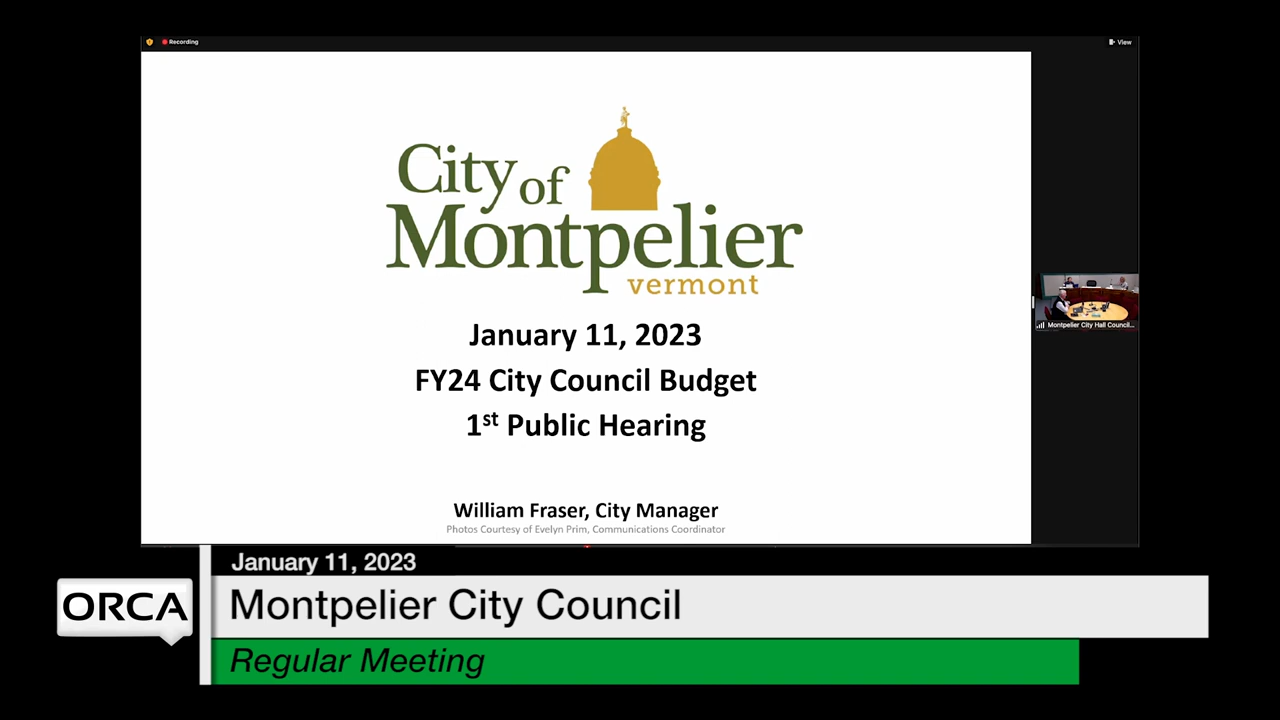 Recording
View
City of
Montpelier
vermont
January 11, 2023
FY24 City Council Budget
1st Public Hearing
William Fraser, City Manager
Photos Courtesy of Evelyn Prim, Communications Coordinator
Montpelier City Hall Council...
January 11, 2023
ORCA
Montpelier City Council
Regular Meeting